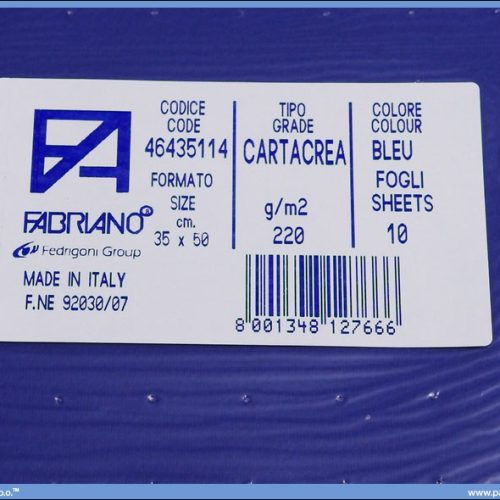 CODICE
CODE
46435114
FORMATO
SIZE
cm.
35 x 50
TIPO
GRADE
CARTACREA
g/m2
220
COLORE
COLOUR
BLEU
FOGLI
SHEETS
10
FABRIANO®
Fedrigoni Group
MADE IN ITALY
F.NE 92030/07
8 001348 127666